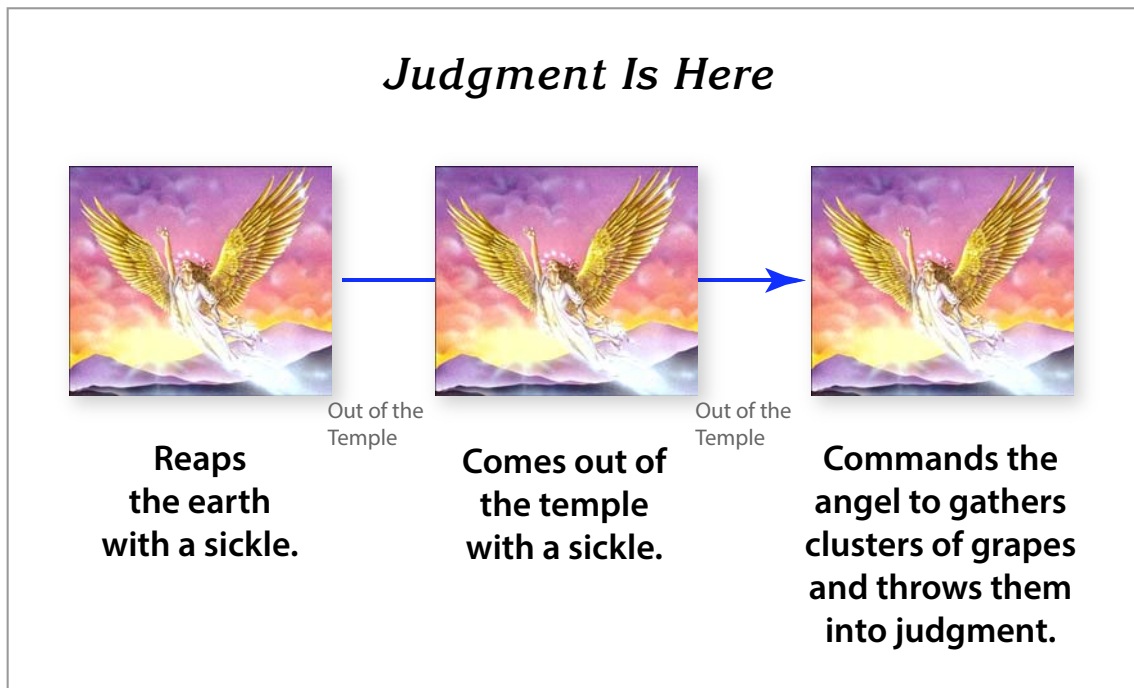 Judgment Is Here
Out of the
Temple
Out of the
Temple
Reaps
the earth
with a sickle.
Comes out of
the temple
with a sickle.
Commands the
angel to gathers
clusters of grapes
and throws them
into judgment.